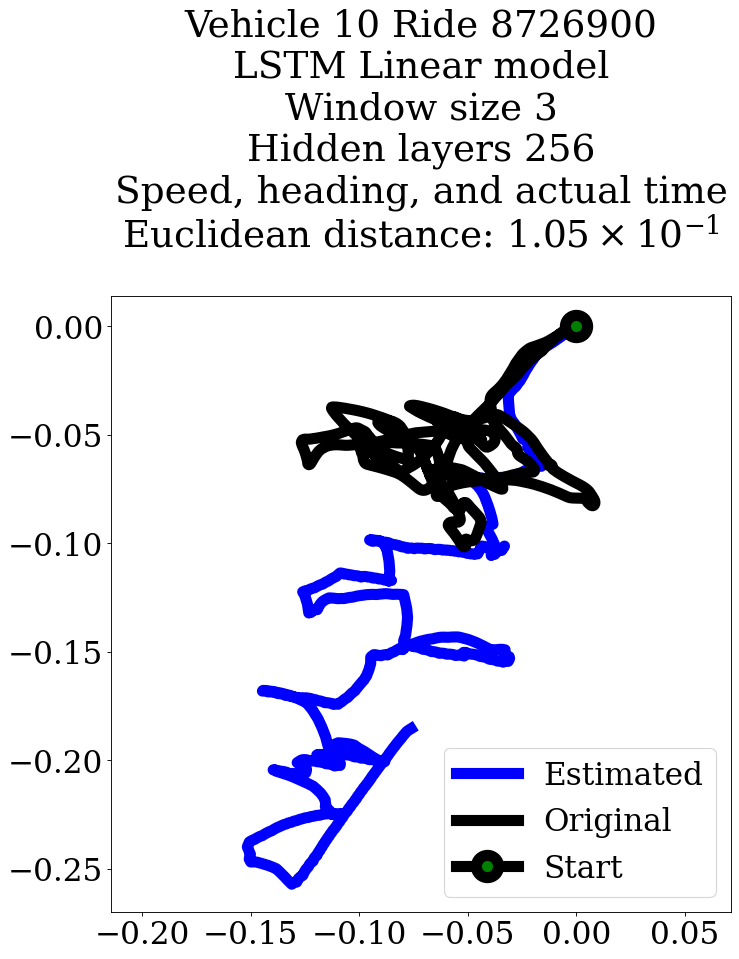 Vehicle 10 Ride 8726900
LSTM Linear model
Window size 3
Hidden layers 256
Speed, heading, and actual time
Euclidean distance: 1.05 × 10⁻¹
0.00
−0.05
−0.10
−0.15
−0.20
−0.25
Estimated
Original
Start
−0.20 −0.15 −0.10 −0.05 0.00 0.05